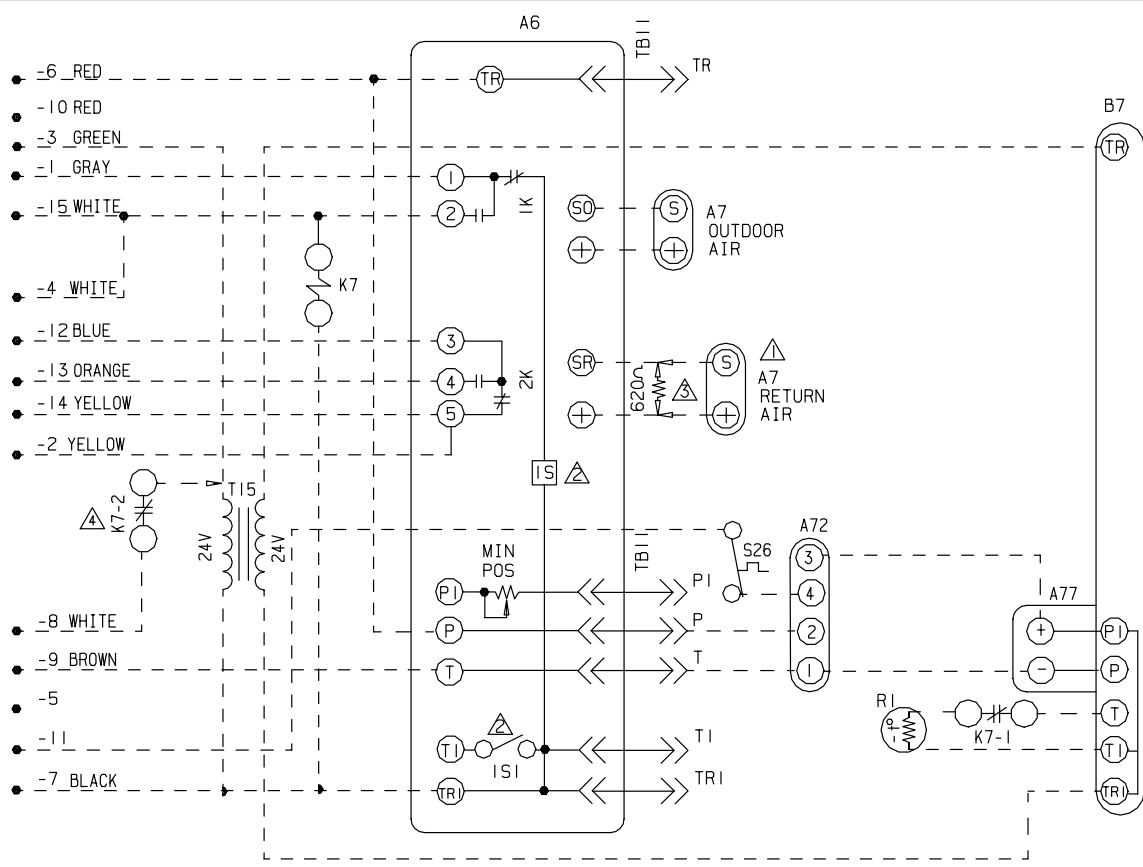 A6
TB11
-6 RED
TR
TR
-10 RED
B7
-3 GREEN
TR
-1 GRAY
1
1K
SO
S
A7
OUTDOOR
AIR
-15 WHITE
2
+
+
K7
-4 WHITE
-12 BLUE
3
2K
SR
S
1
-13 ORANGE
4
620Ω
3
A7
RETURN
AIR
-14 YELLOW
5
+
+
-2 YELLOW
1S
2
T15
4
K7-2
24V
24V
TB11
S26
A72
3
MIN
POS
P1
P1
4
A77
-8 WHITE
P
P
2
+
P1
-9 BROWN
T
T
1
-
P
-5
R1
-t°
K7-1
T
-11
T1
2
1S1
T1
T1
-7 BLACK
TR1
TR1
TR1